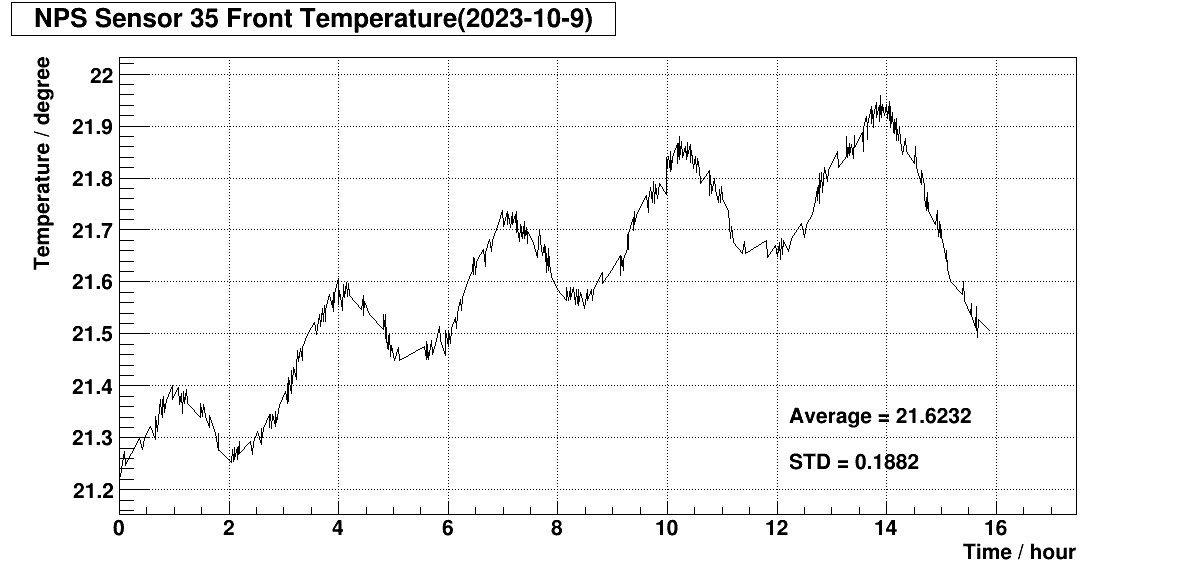 NPS Sensor 35 Front Temperature(2023-10-9)
Temperature / degree
22
21.9
21.8
21.7
21.6
21.5
21.4
21.3
21.2
Average = 21.6232
STD = 0.1882
0 2 4 6 8 10 12 14 16
Time / hour